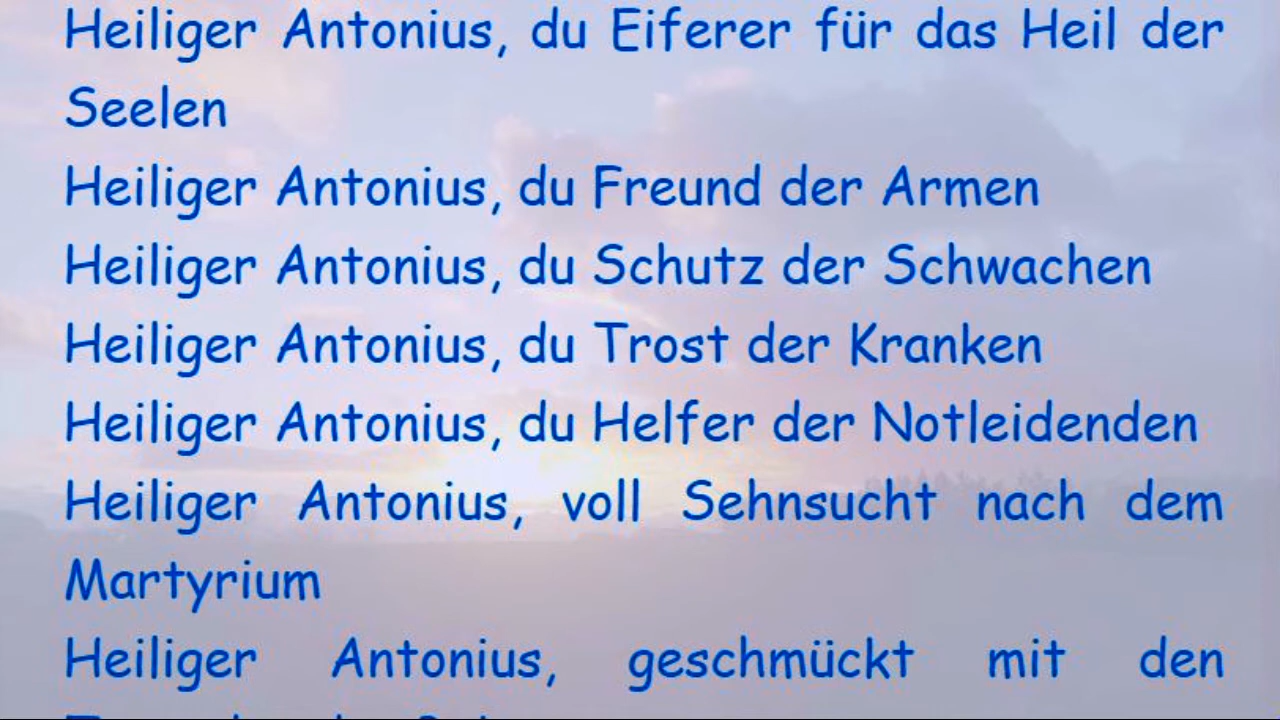 Heiliger Antonius, du Eiferer für das Heil der
Seelen
Heiliger Antonius, du Freund der Armen
Heiliger Antonius, du Schutz der Schwachen
Heiliger Antonius, du Trost der Kranken
Heiliger Antonius, du Helfer der Notleidenden
Heiliger Antonius, voll Sehnsucht nach dem
Martyrium
Heiliger Antonius, geschmückt mit den